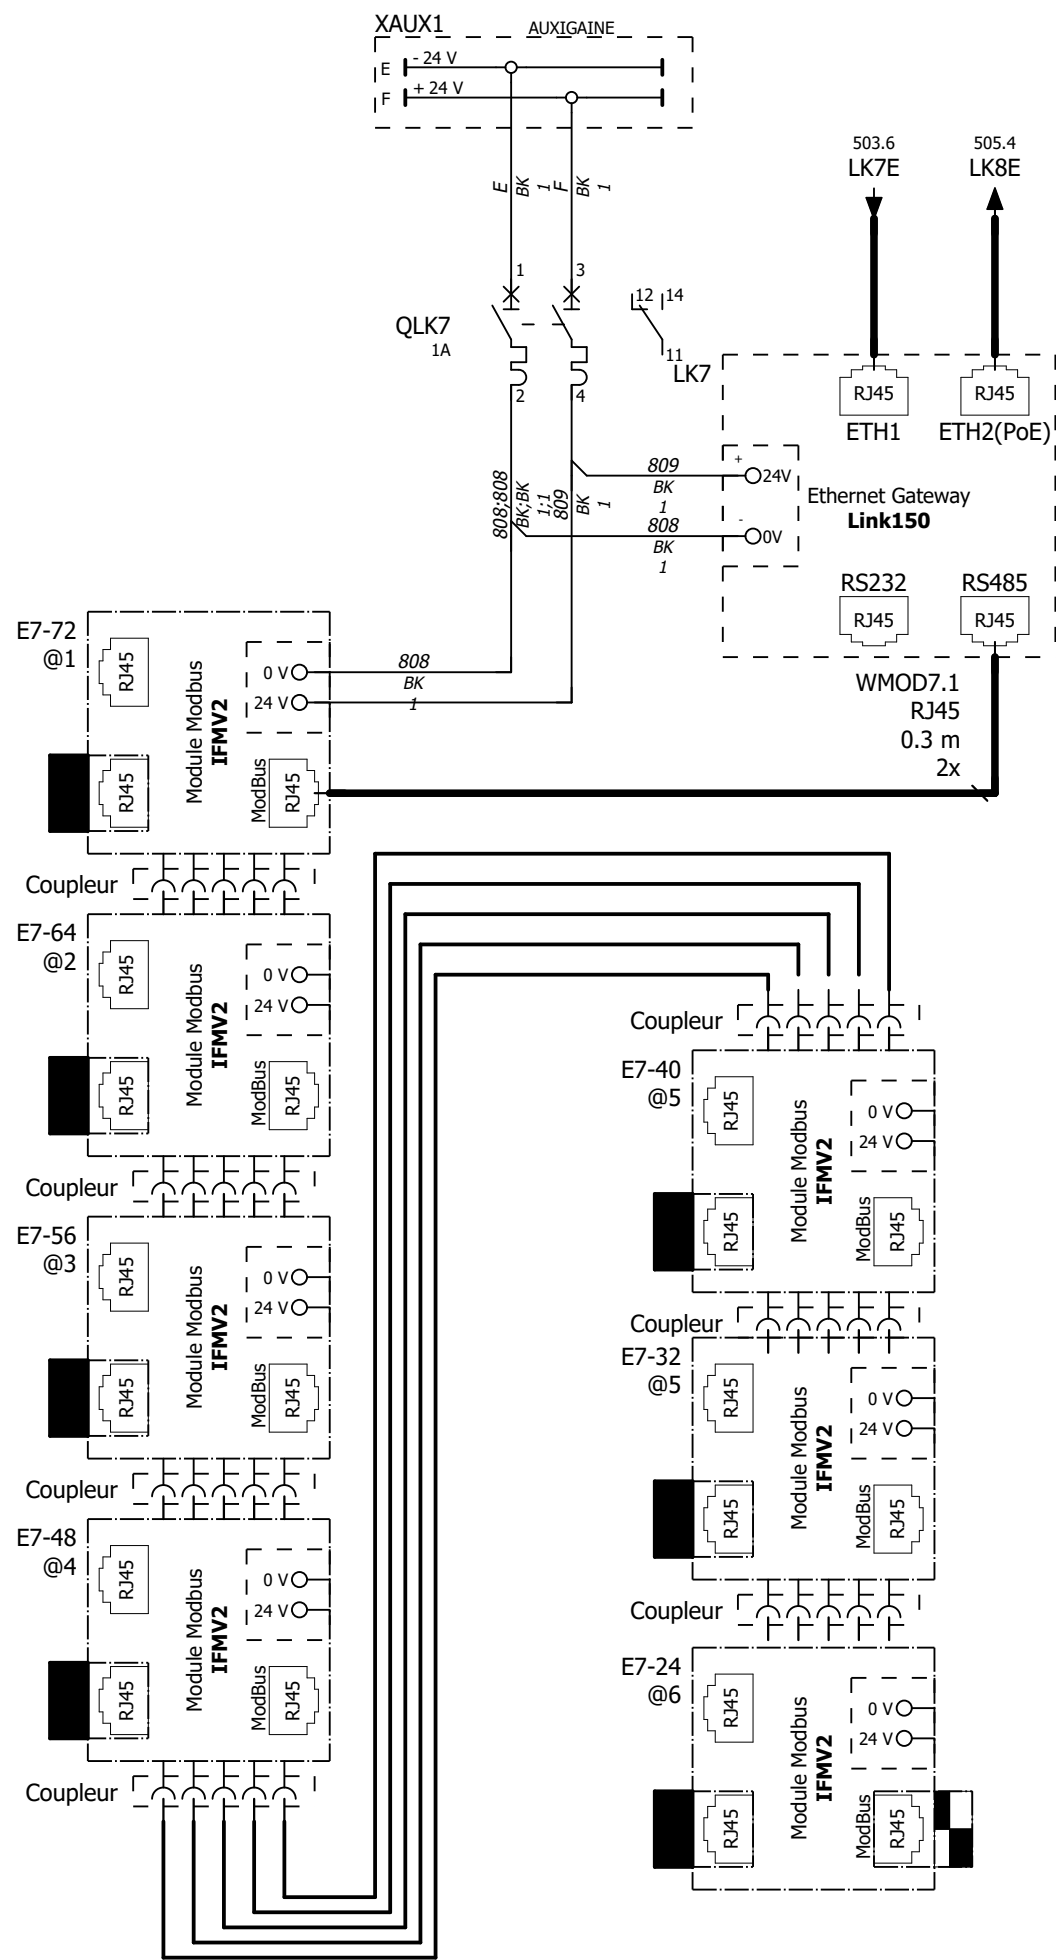 XAUX1
AUXIGAINE
E
- 24 V
F
+ 24 V
503.6
LK7E
505.4
LK8E
E
BK
1
F
BK
1
1
3
QLK7
1A
2
4
12
14
11
LK7
RJ45
ETH1
RJ45
ETH2(PoE)
808;808
BK;BK
1;1
809
BK
1
809
BK
1
808
BK
1
+
24V
-
0V
Ethernet Gateway
Link150
RS232
RJ45
RS485
RJ45
WMOD7.1
RJ45
0.3 m
2x
E7-72
@1
RJ45
Module Modbus
IFMV2
0 V
24 V
808
BK
1
RJ45
ModBus
RJ45
Coupleur
E7-64
@2
RJ45
Module Modbus
IFMV2
0 V
24 V
RJ45
ModBus
RJ45
Coupleur
E7-56
@3
RJ45
Module Modbus
IFMV2
0 V
24 V
RJ45
ModBus
RJ45
Coupleur
E7-48
@4
RJ45
Module Modbus
IFMV2
0 V
24 V
RJ45
ModBus
RJ45
Coupleur
Coupleur
E7-40
@5
RJ45
Module Modbus
IFMV2
0 V
24 V
RJ45
ModBus
RJ45
Coupleur
E7-32
@5
RJ45
Module Modbus
IFMV2
0 V
24 V
RJ45
ModBus
RJ45
Coupleur
E7-24
@6
RJ45
Module Modbus
IFMV2
0 V
24 V
RJ45
ModBus
RJ45